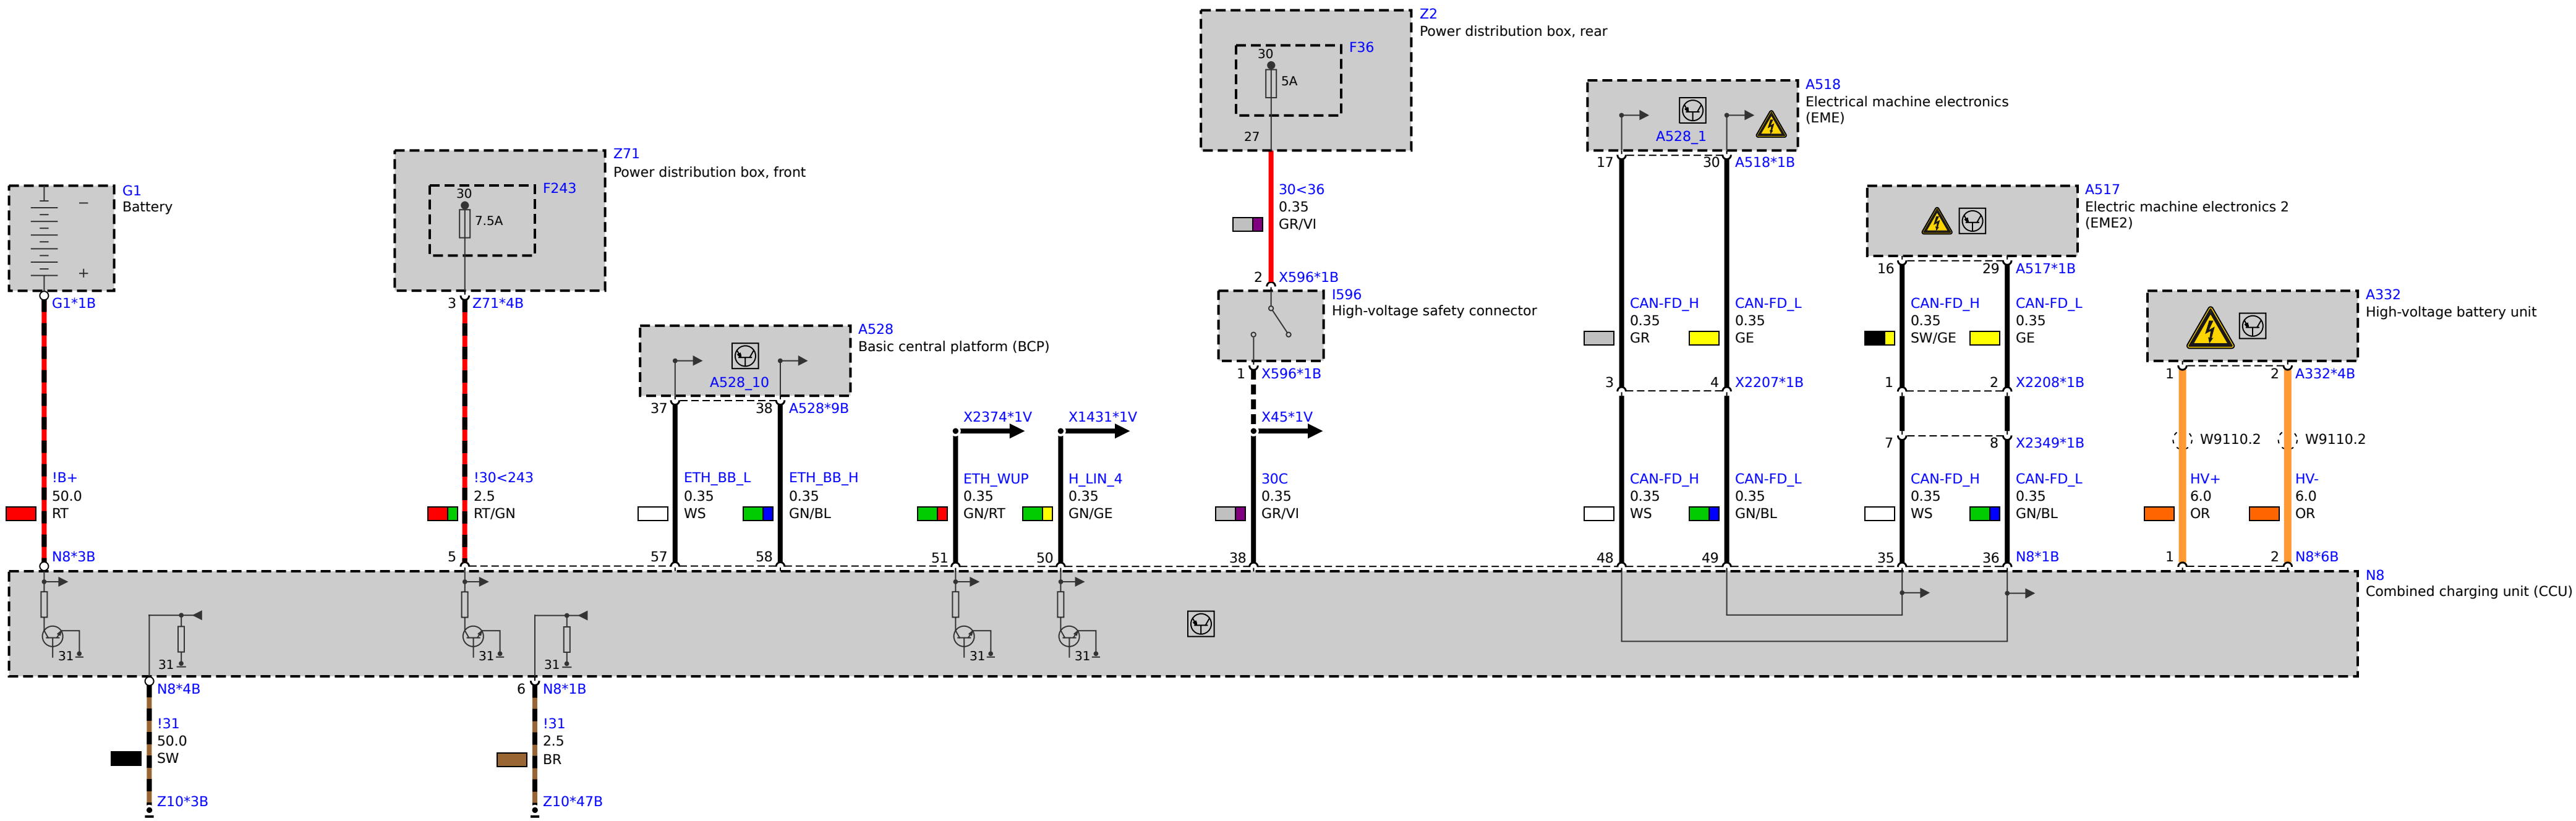 Z2
Power distribution box, rear
F36
30
5A
27
30<36
0.35
GR/VI
2
X596*1B
I596
High-voltage safety connector
1
X596*1B
X45*1V
30C
0.35
GR/VI
38
G1
Battery
−
+
G1*1B
!B+
50.0
RT
N8*3B
Z71
Power distribution box, front
F243
30
7.5A
3
Z71*4B
!30<243
2.5
RT/GN
5
A528
Basic central platform (BCP)
A528_10
37
38
A528*9B
ETH_BB_L
0.35
WS
57
ETH_BB_H
0.35
GN/BL
58
X2374*1V
ETH_WUP
0.35
GN/RT
51
X1431*1V
H_LIN_4
0.35
GN/GE
50
A518
Electrical machine electronics
(EME)
A528_1
17
30
A518*1B
CAN-FD_H
0.35
GR
CAN-FD_L
0.35
GE
3
4
X2207*1B
CAN-FD_H
0.35
WS
48
CAN-FD_L
0.35
GN/BL
49
A517
Electric machine electronics 2
(EME2)
16
29
A517*1B
CAN-FD_H
0.35
SW/GE
CAN-FD_L
0.35
GE
1
2
X2208*1B
7
8
X2349*1B
CAN-FD_H
0.35
WS
35
CAN-FD_L
0.35
GN/BL
36
N8*1B
A332
High-voltage battery unit
1
2
A332*4B
W9110.2
W9110.2
HV+
6.0
OR
1
HV-
6.0
OR
2
N8*6B
N8
Combined charging unit (CCU)
31
31
31
31
31
31
N8*4B
!31
50.0
SW
Z10*3B
6
N8*1B
!31
2.5
BR
Z10*47B